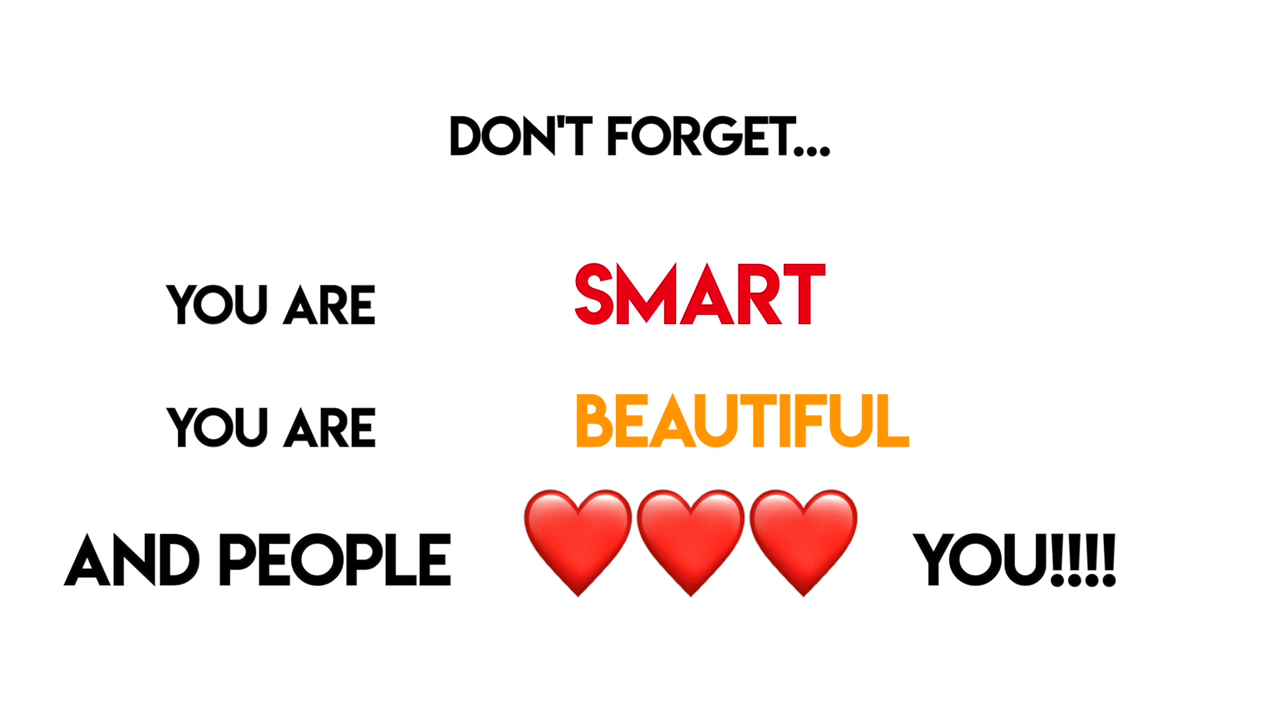 DON'T FORGET...
YOU ARE SMART
YOU ARE BEAUTIFUL
AND PEOPLE ❤️❤️❤️ YOU!!!!